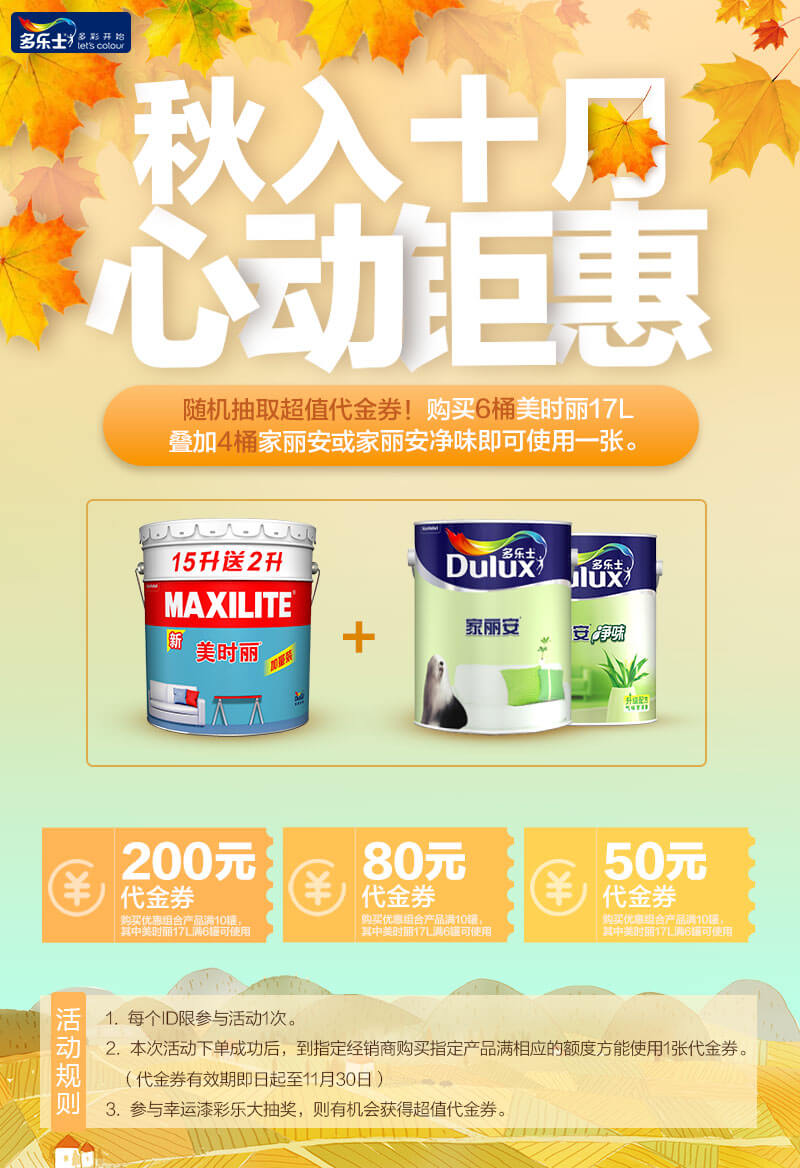 多乐士
多彩开始
let's colour
秋入十月
心动钜惠
随机抽取超值代金券！购买6桶美时丽17L
叠加4桶家丽安或家丽安净味即可使用一张。
15升送2升
MAXILITE
新
美时丽
加量装
Dulux
+
多乐士
Dulux
家丽安
多乐士
ulux
安 净味
升级配方
200元
代金券
购买优惠组合产品满10罐，
其中美时丽17L满6罐可使用
80元
代金券
购买优惠组合产品满10罐，
其中美时丽17L满6罐可使用
50元
代金券
购买优惠组合产品满10罐，
其中美时丽17L满6罐可使用
活动规则
1. 每个ID限参与活动1次。
2. 本次活动下单成功后，到指定经销商购买指定产品满相应的额度方能使用1张代金券。
（代金券有效期即日起至11月30日）
3. 参与幸运漆彩乐大抽奖，则有机会获得超值代金券。